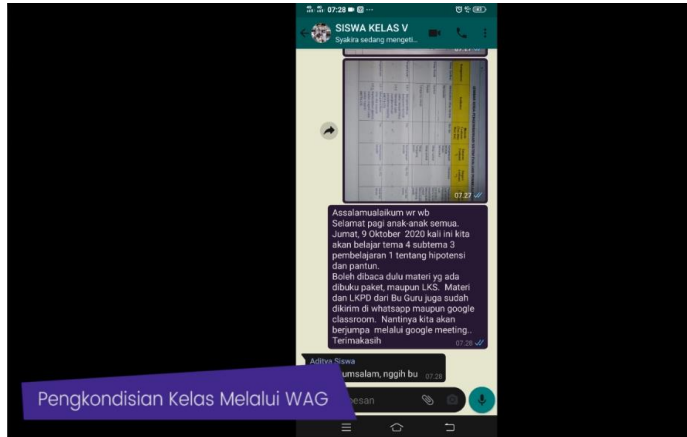 07:28
SISWA KELAS V
Syakira sedang mengeti...
07.27
07.27
Assalamualaikum wr wb
Selamat pagi anak-anak semua.
Jumat, 9 Oktober 2020 kali ini kita
akan belajar tema 4 subtema 3
pembelajaran 1 tentang hipotensi
dan pantun.
Boleh dibaca dulu materi yg ada
dibuku paket, maupun LKS. Materi
dan LKPD dari Bu Guru juga sudah
dikirim di whatsapp maupun google
classroom. Nantinya kita akan
berjumpa melalui google meeting..
Terimakasih
07.28
Aditya Siswa
umsalam, nggih bu 07.28
Pengkondisian Kelas Melalui WAG
pesan